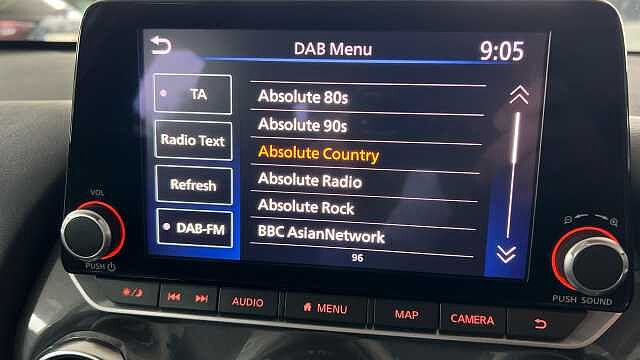 DAB Menu
9:05
TA
Radio Text
Refresh
DAB-FM
Absolute 80s
Absolute 90s
Absolute Country
Absolute Radio
Absolute Rock
BBC AsianNetwork
96
VOL
PUSH
PUSH SOUND
AUDIO
MENU
MAP
CAMERA